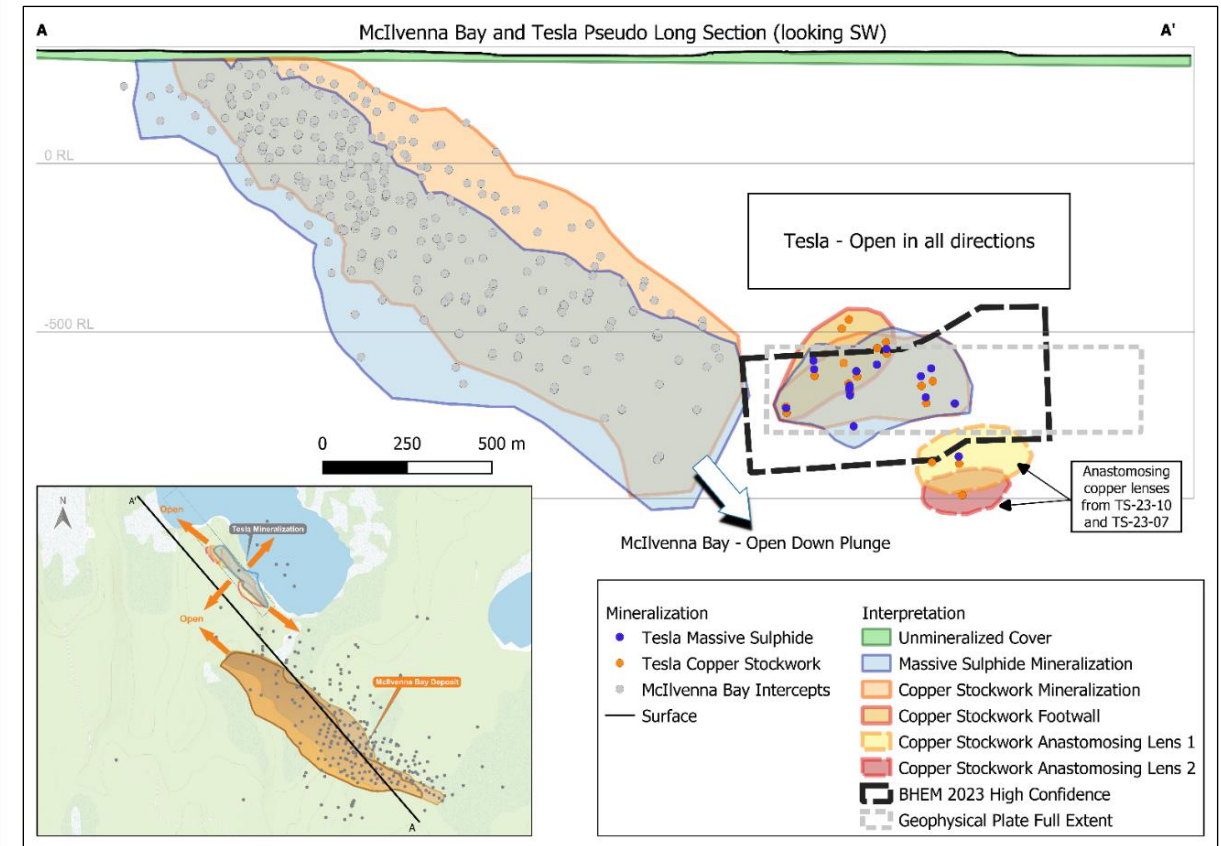 A
McIlvenna Bay and Tesla Pseudo Long Section (looking SW)
A'
0 RL
Tesla - Open in all directions
-500 RL
0 250 500 m
Anastomosing
copper lenses
from TS-23-10
and TS-23-07
McIlvenna Bay - Open Down Plunge
N
A'
Open
Tesla Mineralization
Open
McIlvenna Bay Deposit
A
Mineralization
Tesla Massive Sulphide
Tesla Copper Stockwork
McIlvenna Bay Intercepts
Surface
Interpretation
Unmineralized Cover
Massive Sulphide Mineralization
Copper Stockwork Mineralization
Copper Stockwork Footwall
Copper Stockwork Anastomosing Lens 1
Copper Stockwork Anastomosing Lens 2
BHEM 2023 High Confidence
Geophysical Plate Full Extent